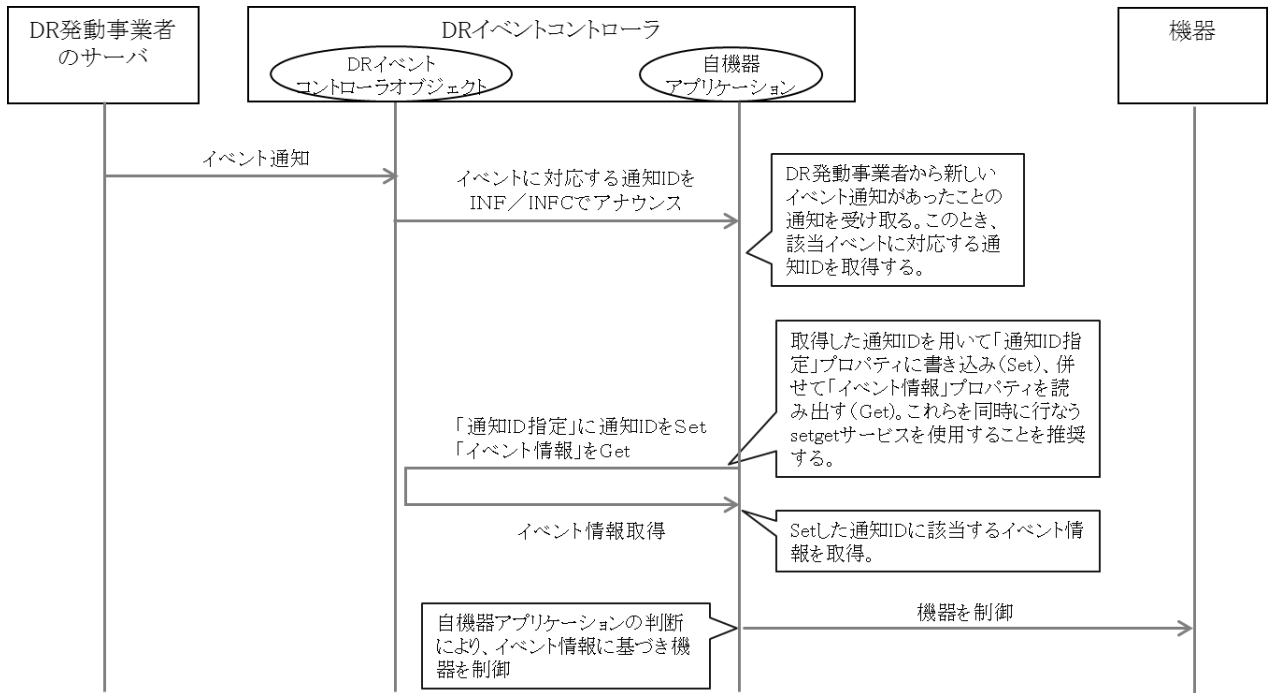 DR発動事業者
のサーバ
DRイベントコントローラ
DRイベント
コントローラオブジェクト
自機器
アプリケーション
機器
イベント通知
イベントに対応する通知IDを
INF／INFCでアナウンス
DR発動事業者から新しい
イベント通知があったことの
通知を受け取る。このとき、
該当イベントに対応する通
知IDを取得する。
取得した通知IDを用いて「通知ID指
定」プロパティに書き込み(Set)、併
せて「イベント情報」プロパティを読
み出す(Get)。これらを同時に行なう
setgetサービスを使用することを推奨
する。
「通知ID指定」に通知IDをSet
「イベント情報」をGet
イベント情報取得
Setした通知IDに該当するイベント情
報を取得。
自機器アプリケーションの判断
により、イベント情報に基づき機
器を制御
機器を制御